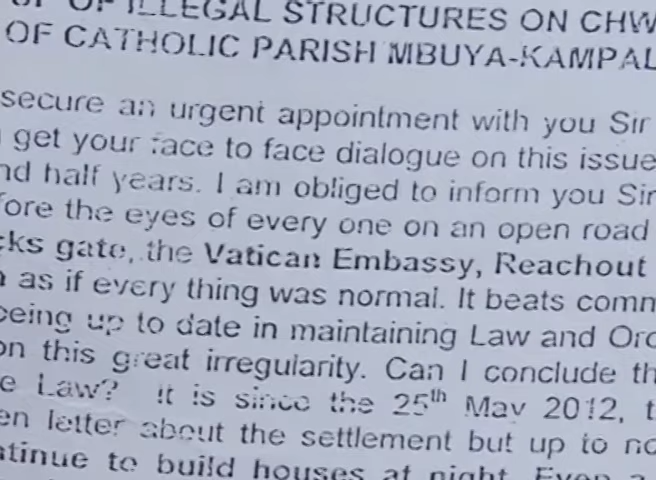 OF ILLEGAL STRUCTURES ON CHW
OF CATHOLIC PARISH MBUYA-KAMPAL
secure an urgent appointment with you Sir
get your face to face dialogue on this issue
nd half years. I am obliged to inform you Sir
fore the eyes of every one on an open road
cks gate, the Vatican Embassy, Reachout
as if every thing was normal. It beats comm
being up to date in maintaining Law and Ord
on this great irregularity. Can I conclude th
e Law? It is since the 25th May 2012, t
en letter about the settlement but up to no
ntinue to build houses at night. Even a